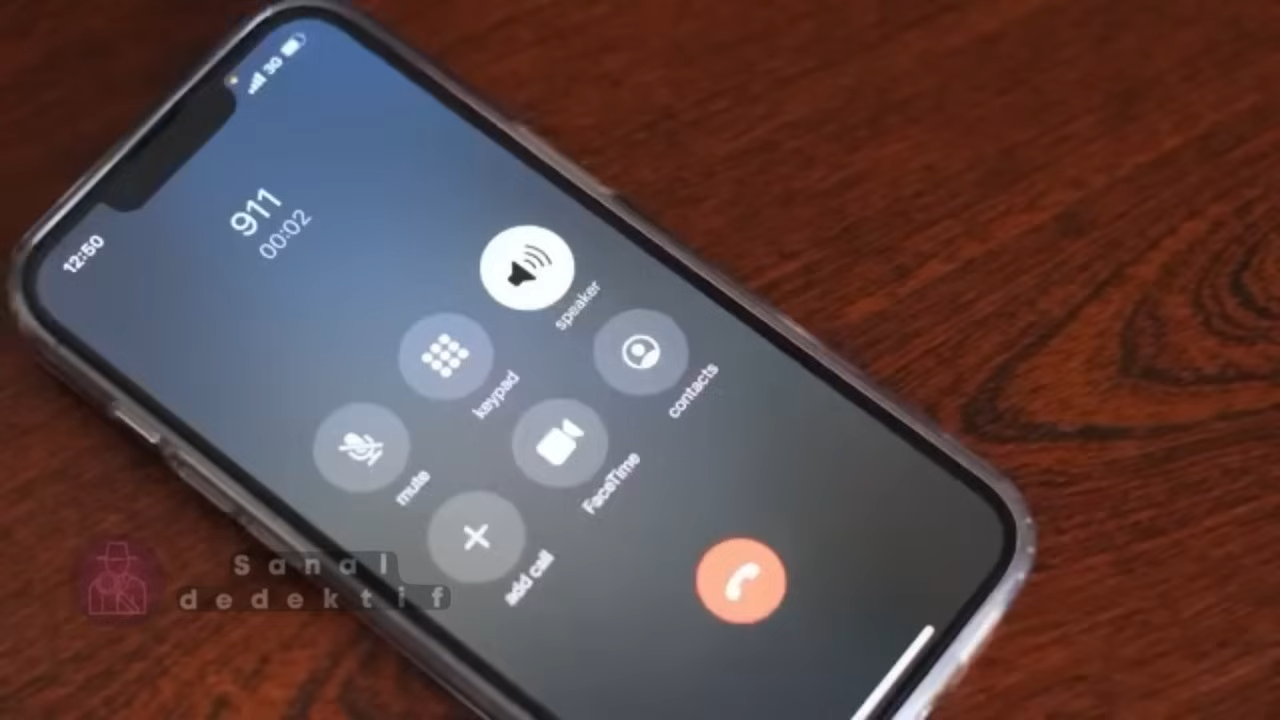 12:50
3G
911
00:02
mute
keypad
speaker
add call
FaceTime
contacts
Sanal
dedektif